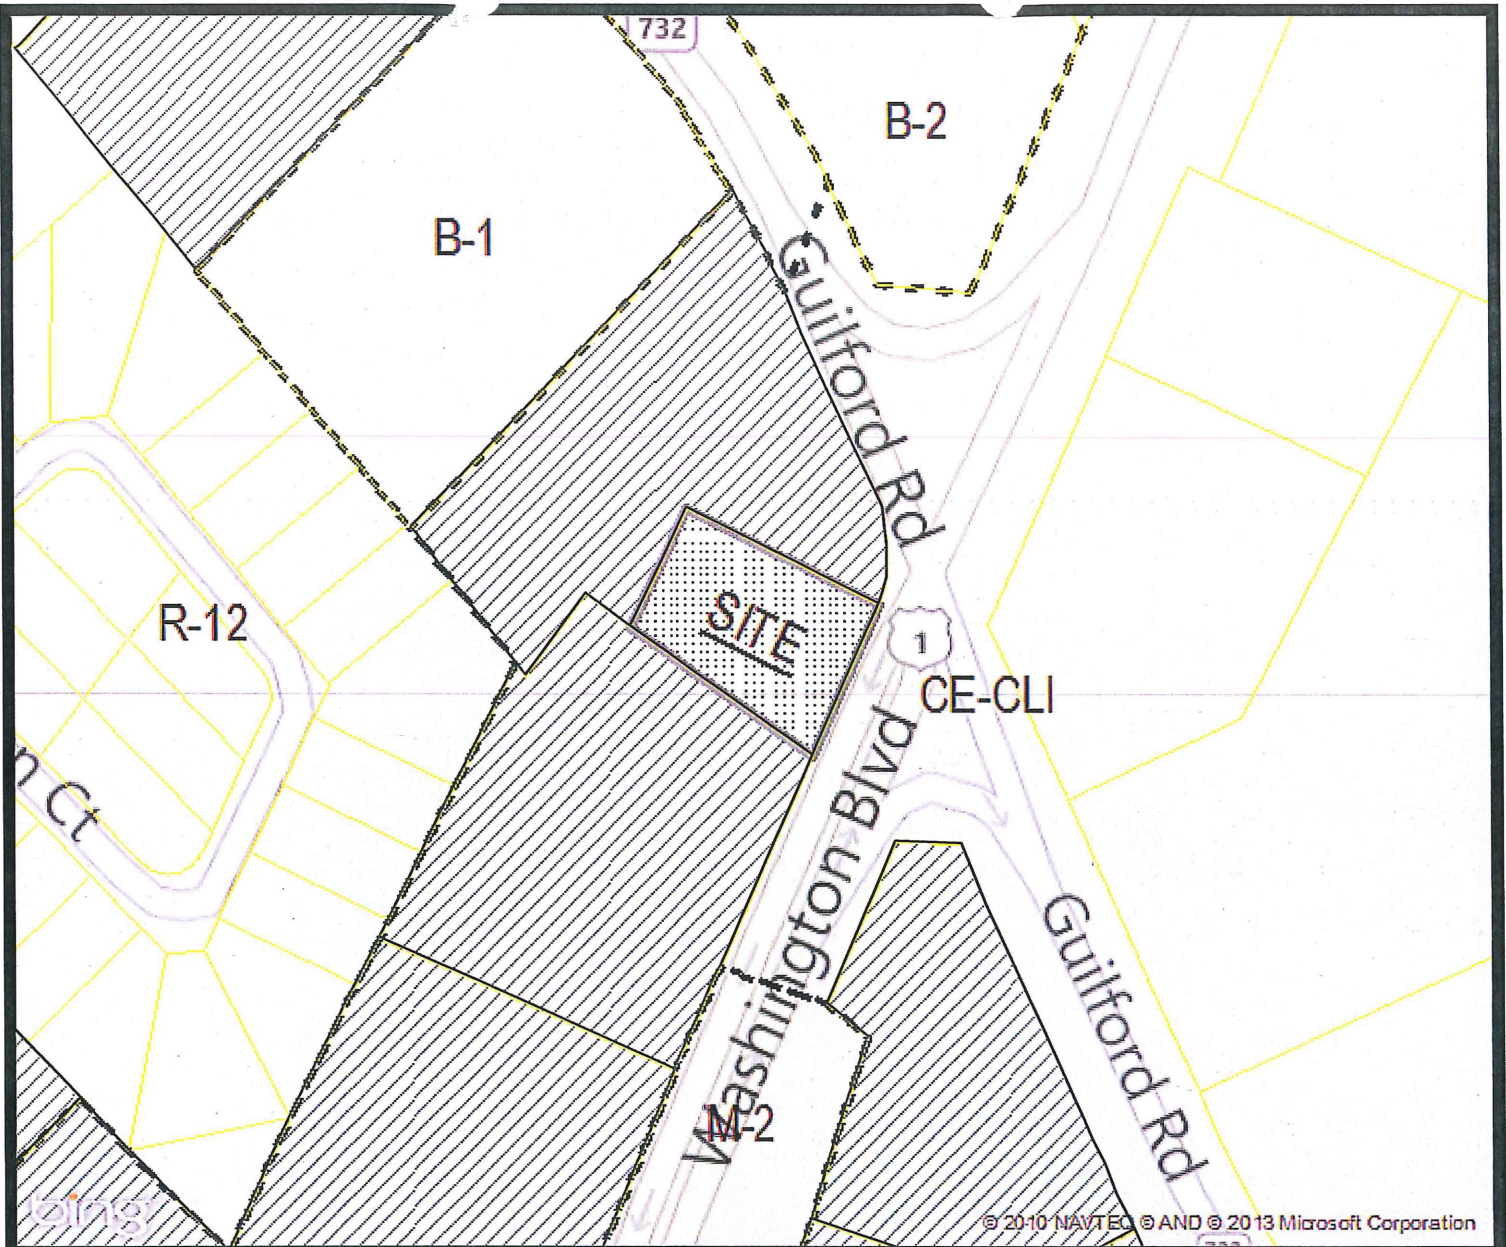 732
B-2
B-1
Guilford Rd
SITE
R-12
1
CE-CLI
n Ct
Washington Blvd
Guilford Rd
M-2
bing
© 2010 NAVTEQ © AND © 2013 Microsoft Corporation